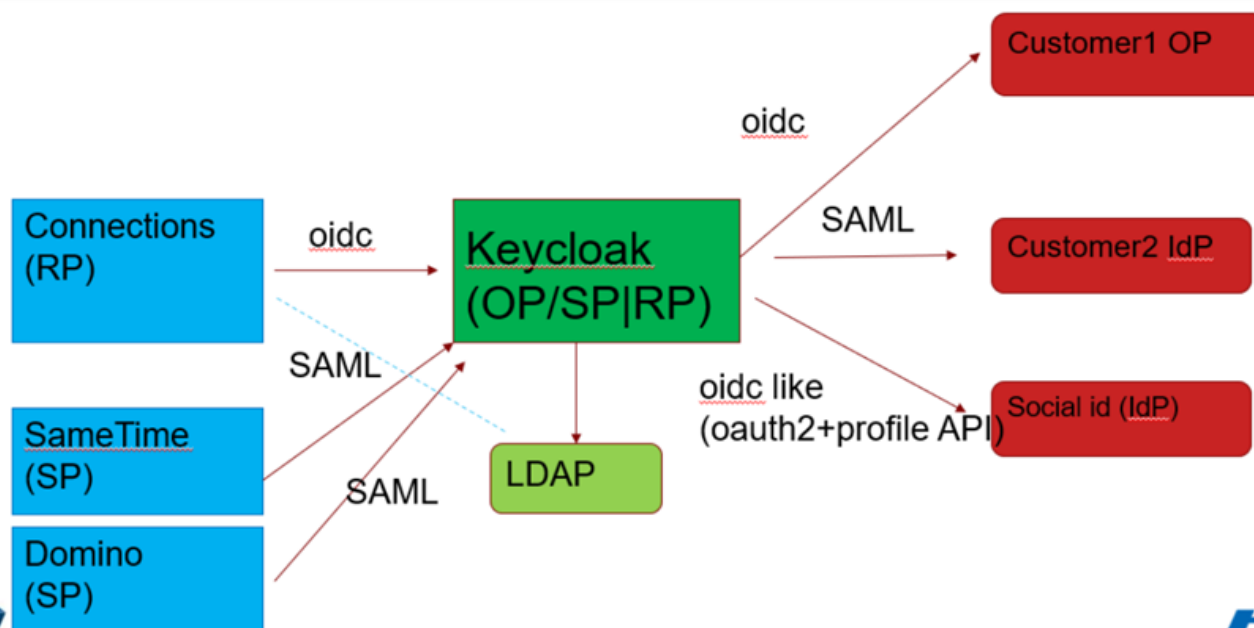 Customer1 OP
oidc
Connections
(RP)
oidc
Keycloak
(OP/SP|RP)
SAML
Customer2 IdP
SAML
oidc like
(oauth2+profile API)
Social id (IdP)
SameTime
(SP)
LDAP
SAML
Domino
(SP)